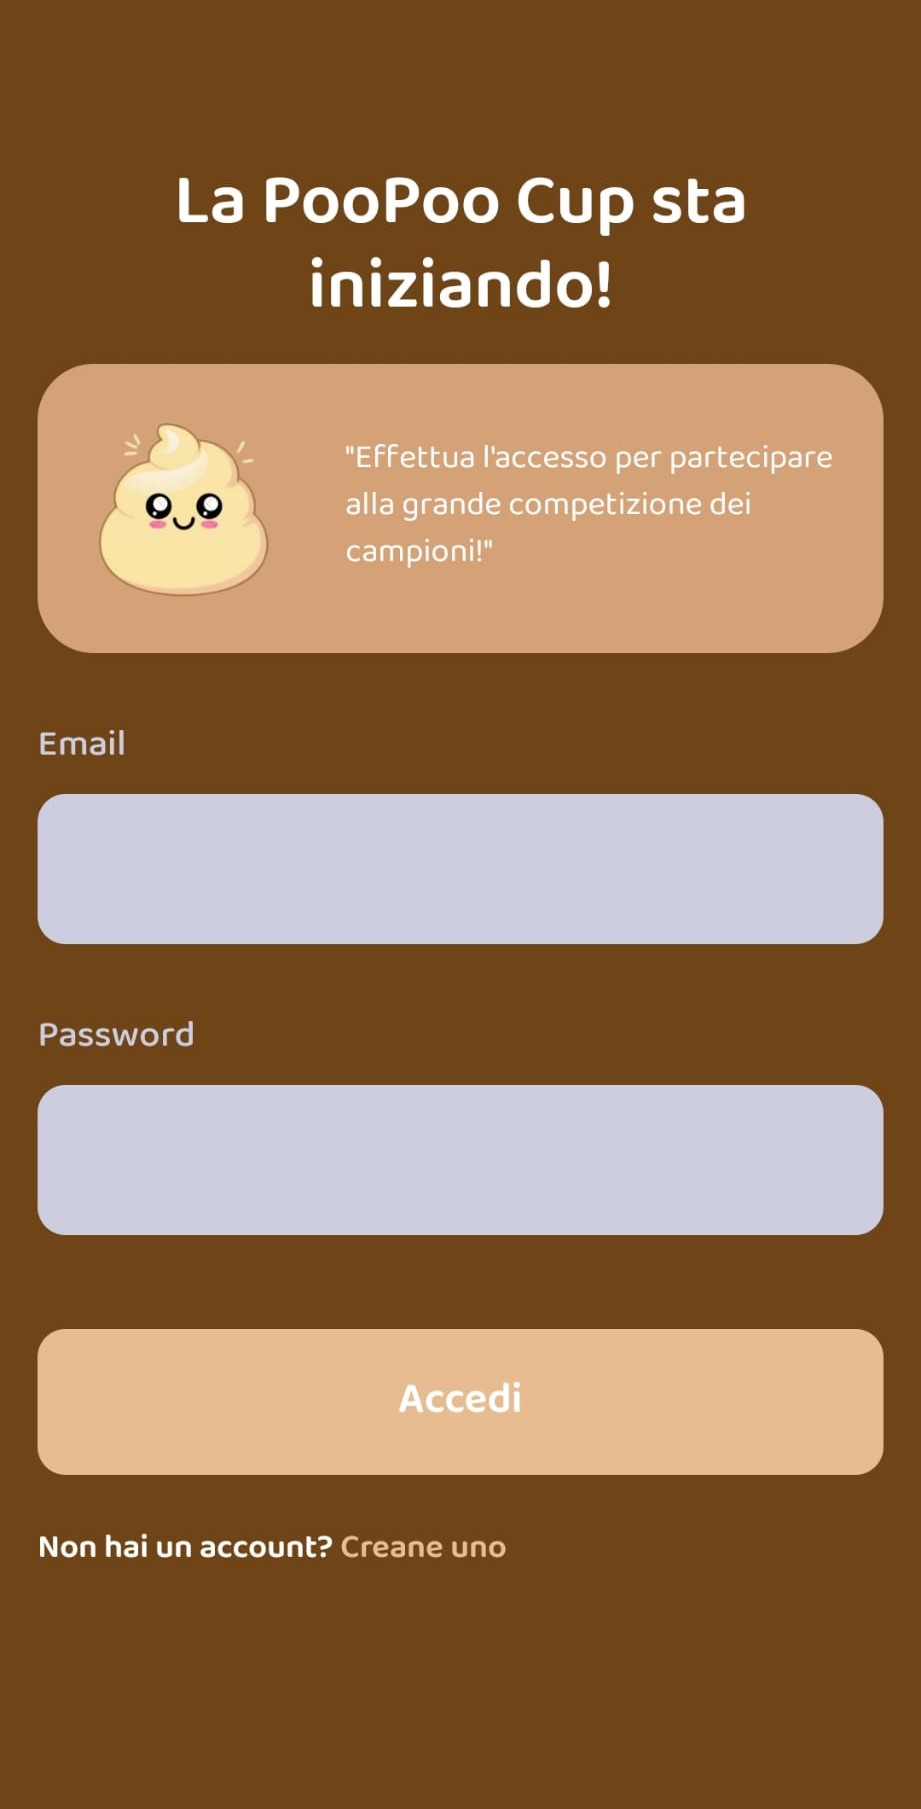 La PooPoo Cup sta
iniziando!
"Effettua l'accesso per partecipare
alla grande competizione dei
campioni!"
Email
Password
Accedi
Non hai un account? Creane uno